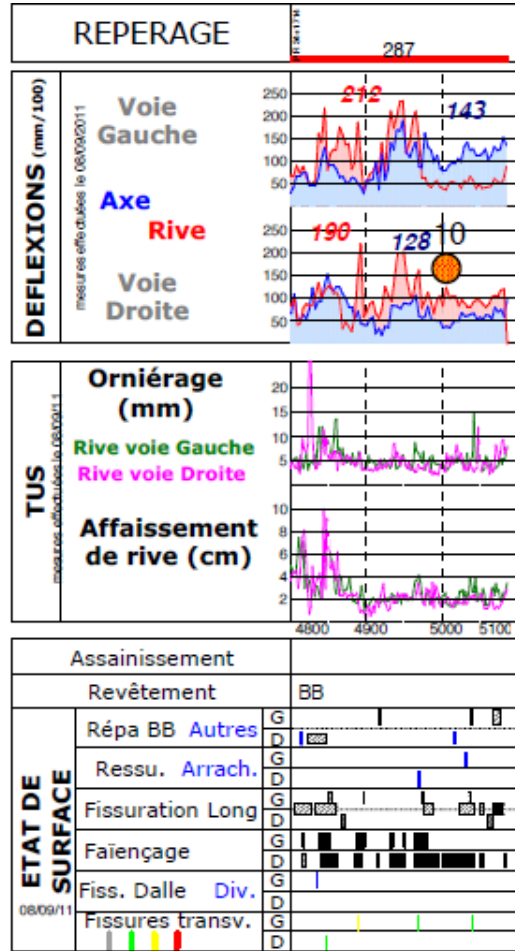 REPERAGE
287
DEFLEXIONS (mm/100)
mesures effectuées le 08/09/2011
Voie
Gauche
Axe
Rive
Voie
Droite
250
200
150
100
50
212
143
250
200
150
100
50
190
128
10
TUS
mesures effectuées le 08/09/11
Orniérage
(mm)
Rive voie Gauche
Rive voie Droite
20
15
10
5
Affaissement
de rive (cm)
10
8
6
4
2
4800
4900
5000
5100
Assainissement
Revêtement
BB
ETAT DE
SURFACE
08/09/11
Répa BB Autres
G
D
Ressu. Arrach.
G
D
Fissuration Long
G
D
Faïençage
G
D
Fiss. Dalle Div.
G
D
Fissures transv.
G
D